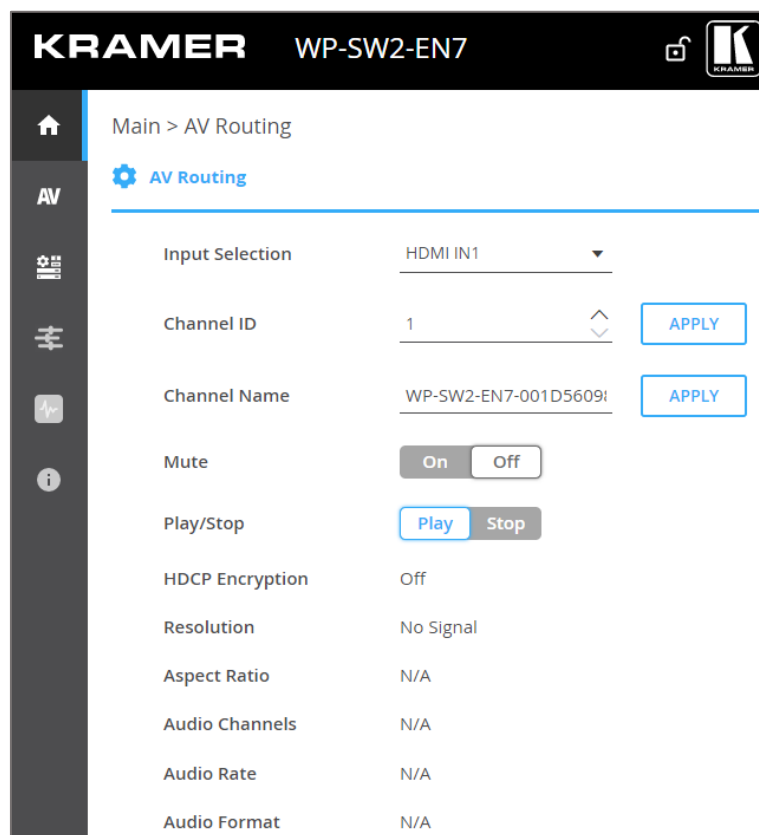 KRAMER WP-SW2-EN7
KRAMER
Main > AV Routing
AV Routing
AV
Input Selection HDMI IN1
Channel ID 1 APPLY
Channel Name WP-SW2-EN7-001D56098 APPLY
Mute On Off
Play/Stop Play Stop
HDCP Encryption Off
Resolution No Signal
Aspect Ratio N/A
Audio Channels N/A
Audio Rate N/A
Audio Format N/A